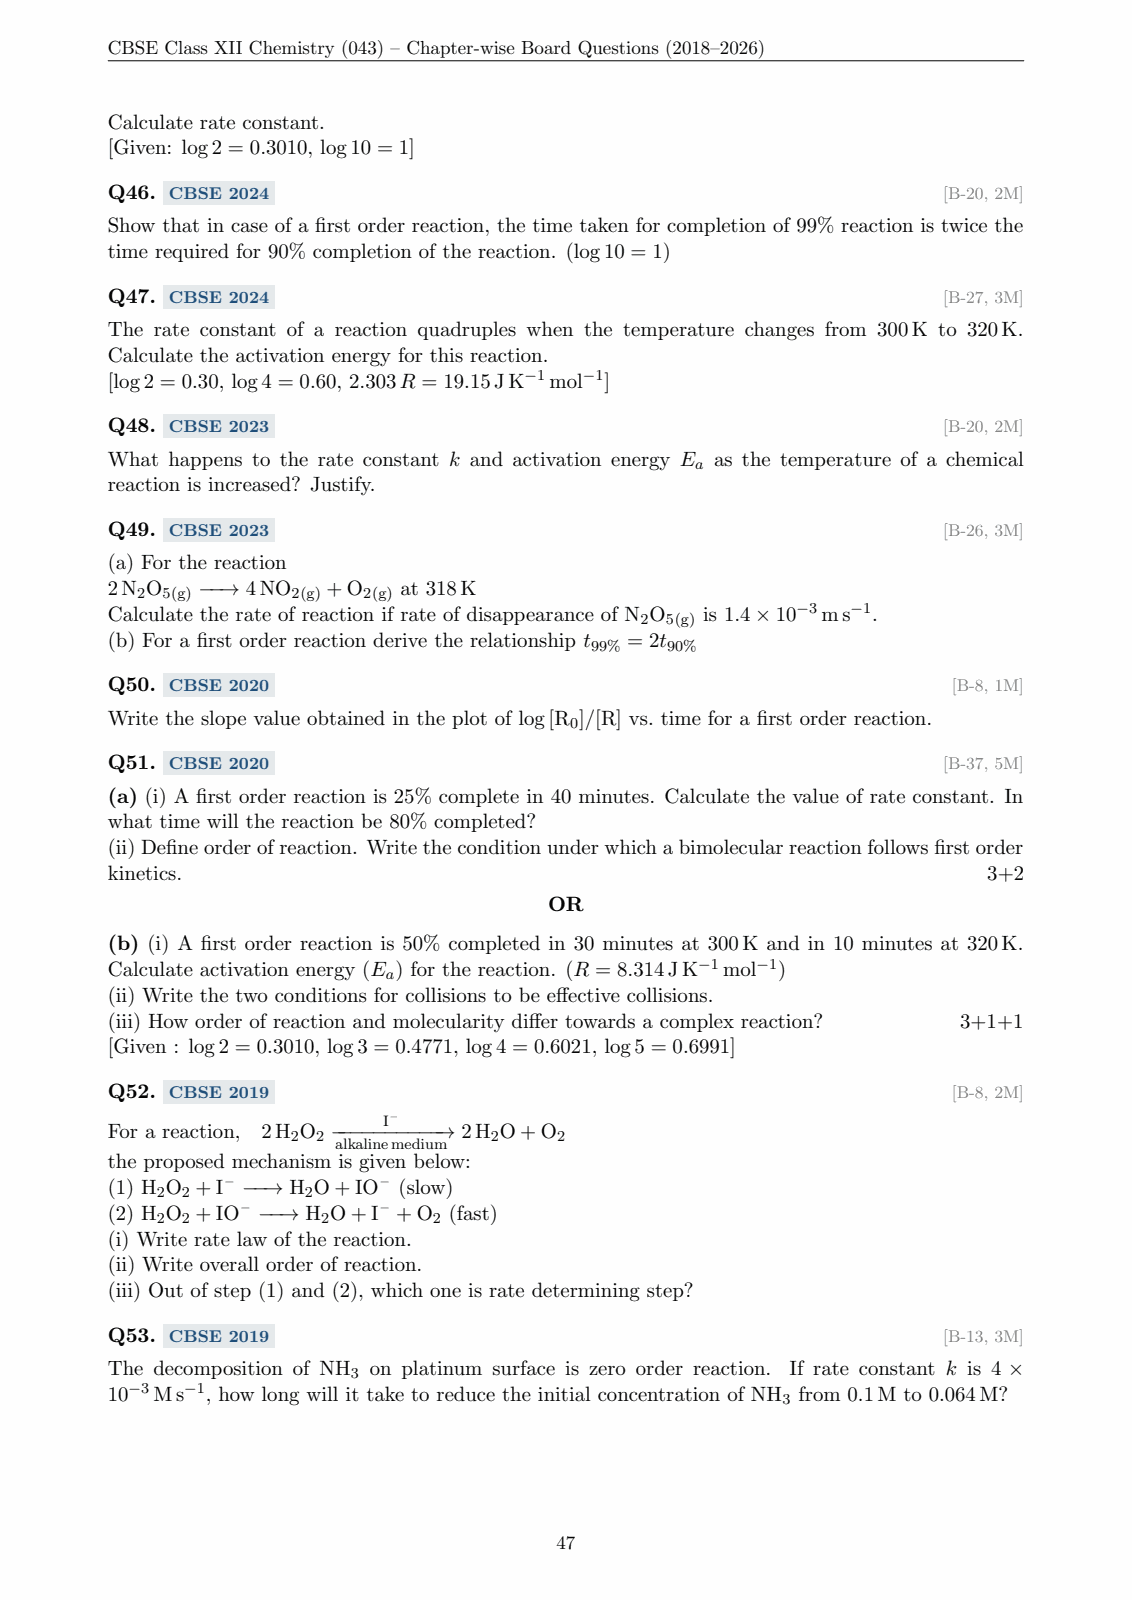 CBSE Class XII Chemistry (043) – Chapter-wise Board Questions (2018–2026)
Calculate rate constant.
[Given: log 2 = 0.3010, log 10 = 1]
Q46. CBSE 2024 [B-20, 2M]
Show that in case of a first order reaction, the time taken for completion of 99% reaction is twice the
time required for 90% completion of the reaction. (log 10 = 1)
Q47. CBSE 2024 [B-27, 3M]
The rate constant of a reaction quadruples when the temperature changes from 300 K to 320 K.
Calculate the activation energy for this reaction.
[log 2 = 0.30, log 4 = 0.60, 2.303 R = 19.15 J K⁻¹ mol⁻¹]
Q48. CBSE 2023 [B-20, 2M]
What happens to the rate constant k and activation energy Eₐ as the temperature of a chemical
reaction is increased? Justify.
Q49. CBSE 2023 [B-26, 3M]
(a) For the reaction
2 N₂O₅(g) ⟶ 4 NO₂(g) + O₂(g) at 318 K
Calculate the rate of reaction if rate of disappearance of N₂O₅(g) is 1.4 × 10⁻³ m s⁻¹.
(b) For a first order reaction derive the relationship t99% = 2t90%
Q50. CBSE 2020 [B-8, 1M]
Write the slope value obtained in the plot of log [R₀]/[R] vs. time for a first order reaction.
Q51. CBSE 2020 [B-37, 5M]
(a) (i) A first order reaction is 25% complete in 40 minutes. Calculate the value of rate constant. In
what time will the reaction be 80% completed?
(ii) Define order of reaction. Write the condition under which a bimolecular reaction follows first order
kinetics. 3+2
OR
(b) (i) A first order reaction is 50% completed in 30 minutes at 300 K and in 10 minutes at 320 K.
Calculate activation energy (Eₐ) for the reaction. (R = 8.314 J K⁻¹ mol⁻¹)
(ii) Write the two conditions for collisions to be effective collisions.
(iii) How order of reaction and molecularity differ towards a complex reaction? 3+1+1
[Given : log 2 = 0.3010, log 3 = 0.4771, log 4 = 0.6021, log 5 = 0.6991]
Q52. CBSE 2019 [B-8, 2M]
I⁻
For a reaction, 2 H₂O₂ ⟶ 2 H₂O + O₂
alkaline medium
the proposed mechanism is given below:
(1) H₂O₂ + I⁻ ⟶ H₂O + IO⁻ (slow)
(2) H₂O₂ + IO⁻ ⟶ H₂O + I⁻ + O₂ (fast)
(i) Write rate law of the reaction.
(ii) Write overall order of reaction.
(iii) Out of step (1) and (2), which one is rate determining step?
Q53. CBSE 2019 [B-13, 3M]
The decomposition of NH₃ on platinum surface is zero order reaction. If rate constant k is 4 ×
10⁻³ M s⁻¹, how long will it take to reduce the initial concentration of NH₃ from 0.1 M to 0.064 M?
47